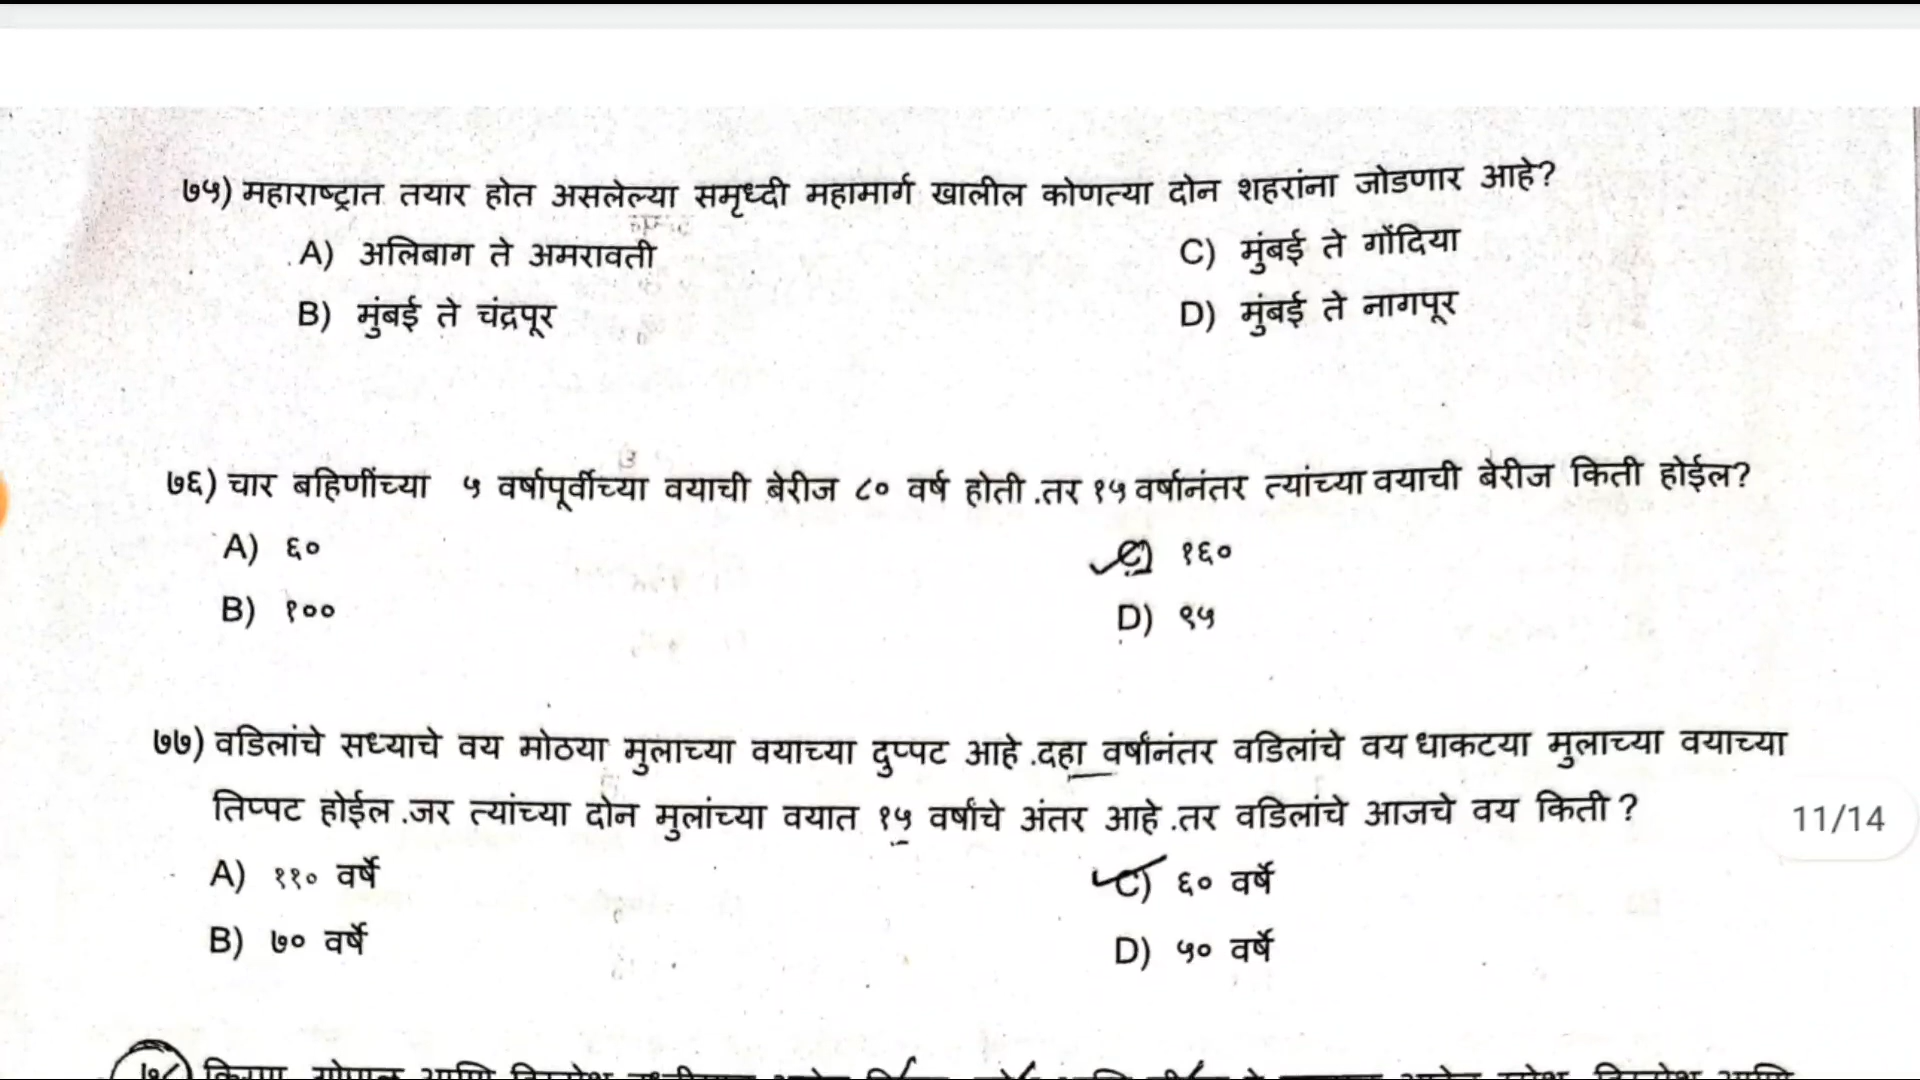 ७५) महाराष्ट्रात तयार होत असलेल्या समृध्दी महामार्ग खालील कोणत्या दोन शहरांना जोडणार आहे?
A) अलिबाग ते अमरावती C) मुंबई ते गोंदिया
B) मुंबई ते चंद्रपूर D) मुंबई ते नागपूर
७६) चार बहिणींच्या ५ वर्षापूर्वीच्या वयाची बेरीज ८० वर्ष होती .तर १५ वर्षानंतर त्यांच्या वयाची बेरीज किती होईल?
A) ६० C) १६०
B) १०० D) ९५
७७) वडिलांचे सध्याचे वय मोठया मुलाच्या वयाच्या दुप्पट आहे .दहा वर्षांनंतर वडिलांचे वय धाकटया मुलाच्या वयाच्या
तिप्पट होईल .जर त्यांच्या दोन मुलांच्या वयात १५ वर्षांचे अंतर आहे .तर वडिलांचे आजचे वय किती ?
11/14
A) ११० वर्षे C) ६० वर्षे
B) ७० वर्षे D) ५० वर्षे